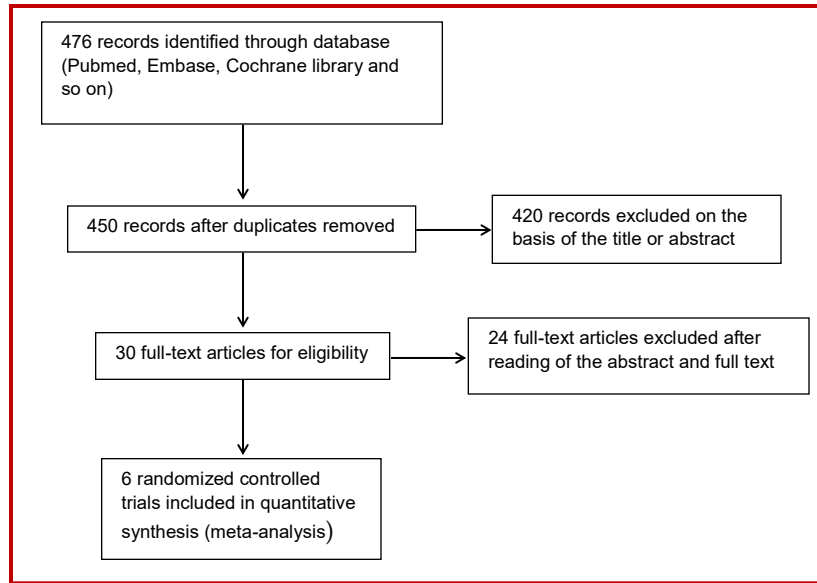 476 records identified through database
(Pubmed, Embase, Cochrane library and
so on)
450 records after duplicates removed
420 records excluded on the
basis of the title or abstract
30 full-text articles for eligibility
24 full-text articles excluded after
reading of the abstract and full text
6 randomized controlled
trials included in quantitative
synthesis (meta-analysis)